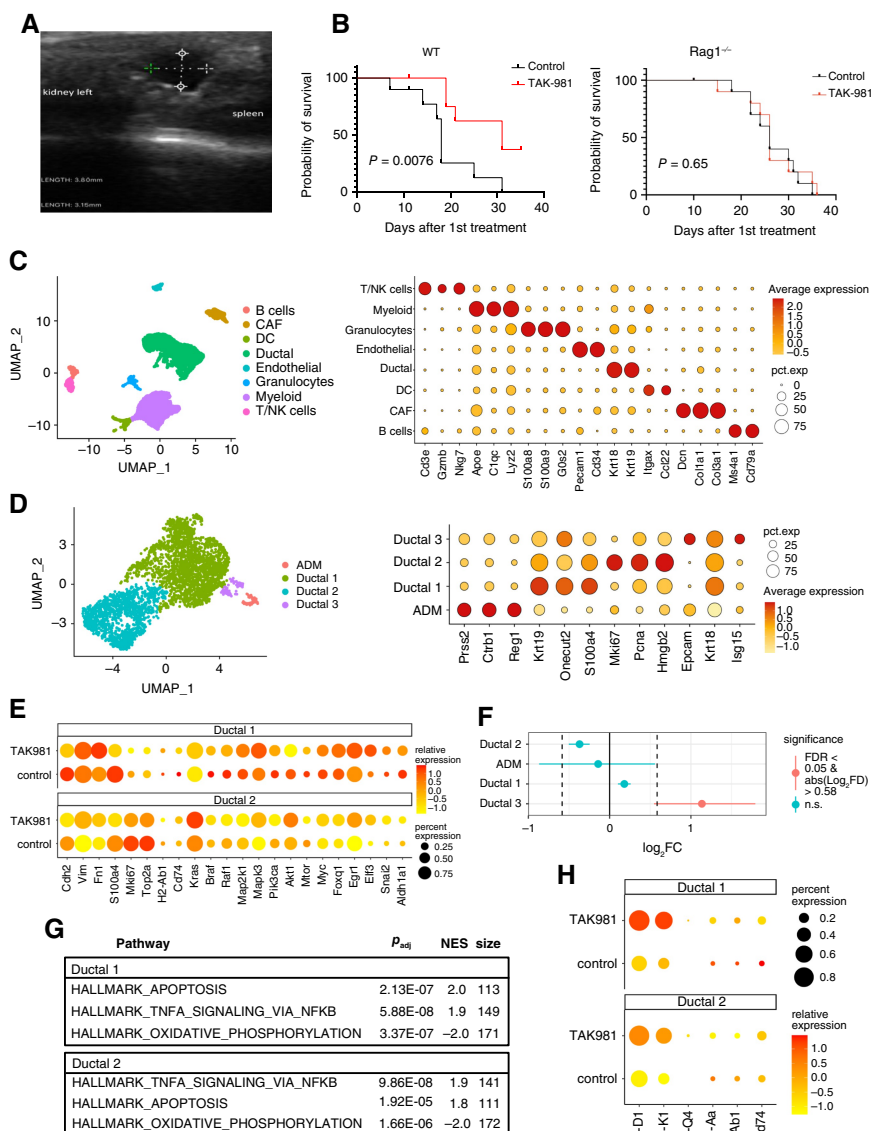 A
kidney left
spleen
LENGTH: 3.80mm
LENGTH: 3.15mm
B
WT
Control
TAK-981
Probability of survival
100
50
0
P = 0.0076
0 10 20 30 40
Days after 1st treatment
Rag1−/−
Control
TAK-981
Probability of survival
100
50
0
P = 0.65
0 10 20 30 40
Days after 1st treatment
C
UMAP_2
10
0
−10
−10 −5 0 5 10
UMAP_1
B cells
CAF
DC
Ductal
Endothelial
Granulocytes
Myeloid
T/NK cells
T/NK cells
Myeloid
Granulocytes
Endothelial
Ductal
DC
CAF
B cells
Cd3e Gzmb Nkg7 Apoe C1qc Lyz2 S100a8 S100a9 G0s2 Pecam1 Cd34 Krt18 Krt19 Itgax Ccl22 Dcn Col1a1 Col3a1 Ms4a1 Cd79a
Average expression
2.0
1.5
1.0
0.5
0.0
−0.5
pct.exp
0
25
50
75
D
UMAP_2
3
0
−3
−4 0 4
UMAP_1
ADM
Ductal 1
Ductal 2
Ductal 3
Ductal 3
Ductal 2
Ductal 1
ADM
Prss2 Ctrb1 Reg1 Krt19 Onecut2 S100a4 Mki67 Pcna Hmgb2 Epcam Krt18 Isg15
pct.exp
25
50
75
Average expression
1.0
0.5
0.0
−0.5
−1.0
E
Ductal 1
TAK981
control
Ductal 2
TAK981
control
Cdh2 Vim Fn1 S100a4 Mki67 Top2a H2-Ab1 Cd74 Kras Braf Raf1 Map2k1 Mapk3 Pik3ca Akt1 Mtor Myc Foxq1 Egr1 Elf3 Snai2 Aldh1a1
relative
expression
1.0
0.5
0.0
−0.5
−1.0
percent
expression
0.25
0.50
0.75
F
Ductal 2
ADM
Ductal 1
Ductal 3
−1 0 1
log2FC
significance
FDR <
0.05 &
abs(Log2FD)
> 0.58
n.s.
G
Pathway padj NES size
Ductal 1
HALLMARK_APOPTOSIS 2.13E-07 2.0 113
HALLMARK_TNFA_SIGNALING_VIA_NFKB 5.88E-08 1.9 149
HALLMARK_OXIDATIVE_PHOSPHORYLATION 3.37E-07 −2.0 171
Ductal 2
HALLMARK_TNFA_SIGNALING_VIA_NFKB 9.86E-08 1.9 141
HALLMARK_APOPTOSIS 1.92E-05 1.8 111
HALLMARK_OXIDATIVE_PHOSPHORYLATION 1.66E-06 −2.0 172
H
Ductal 1
TAK981
control
Ductal 2
TAK981
control
-D1 -K1 -Q4 -Aa Ab1 d74
percent
expression
0.2
0.4
0.6
0.8
relative
expression
1.0
0.5
0.0
−0.5
−1.0